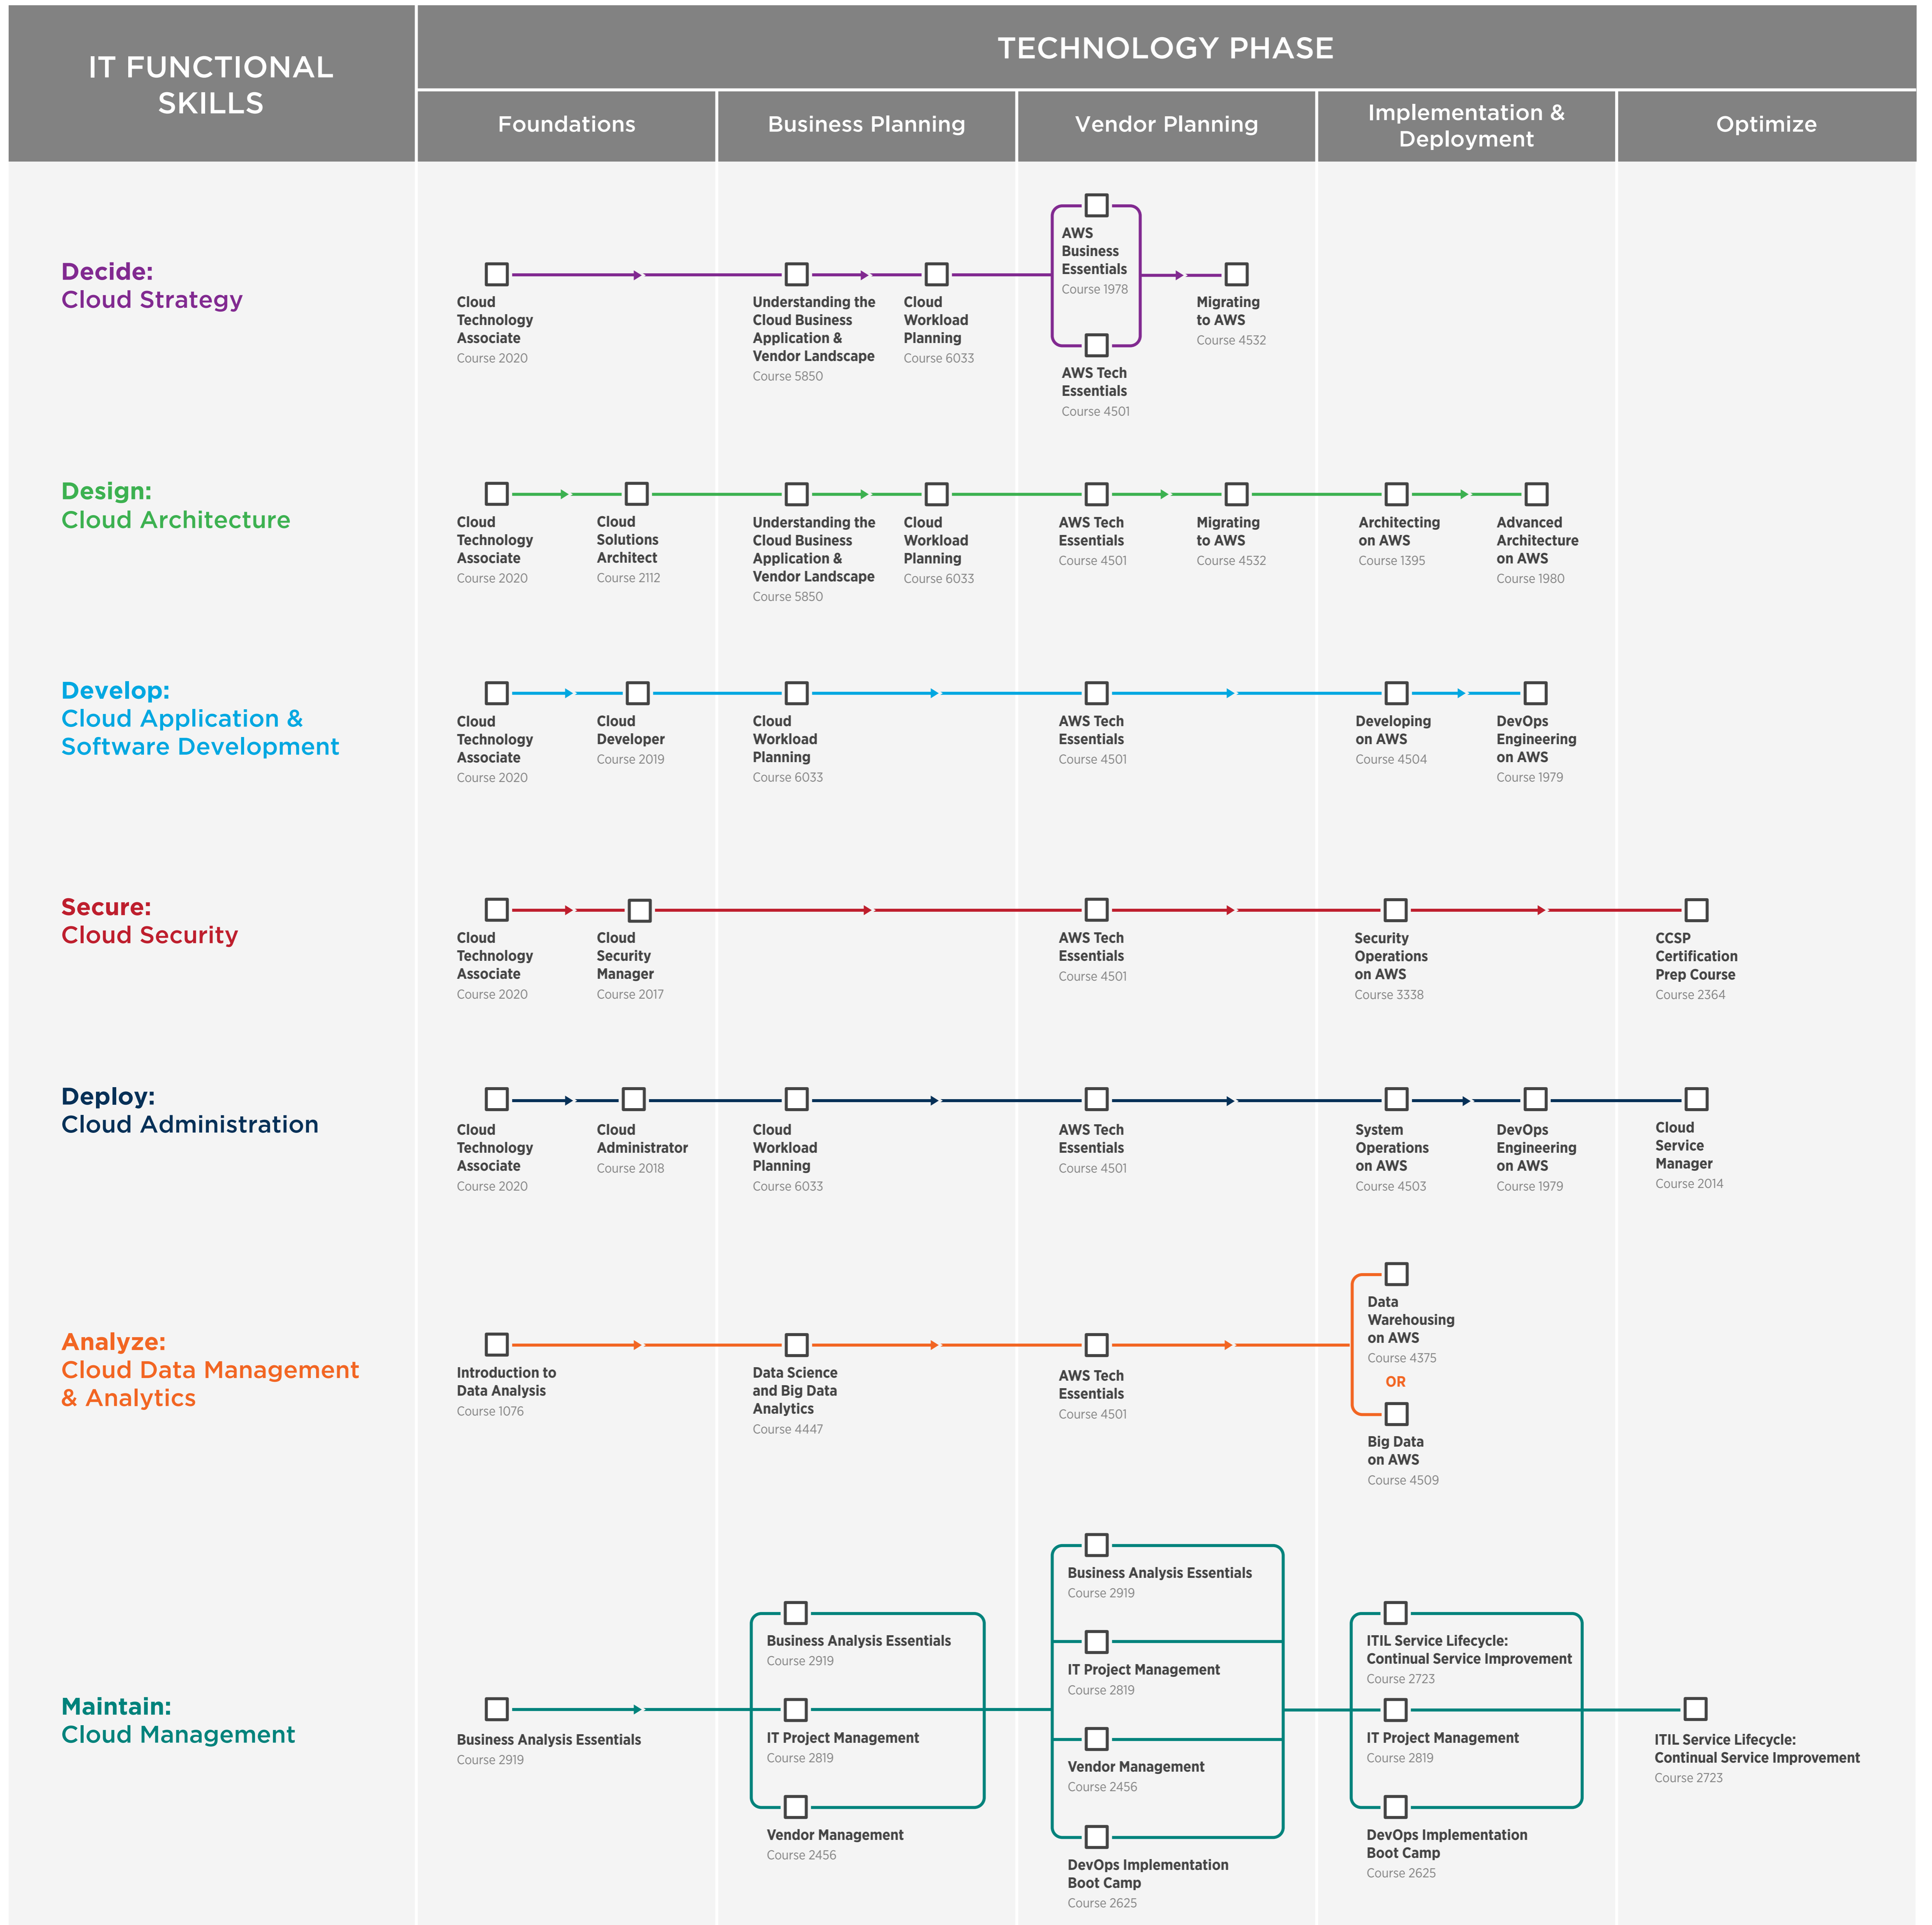 IT FUNCTIONAL
SKILLS
TECHNOLOGY PHASE
Foundations
Business Planning
Vendor Planning
Implementation &
Deployment
Optimize
Decide:
Cloud Strategy
Cloud
Technology
Associate
Course 2020
Understanding the
Cloud Business
Application &
Vendor Landscape
Course 5850
Cloud
Workload
Planning
Course 6033
AWS
Business
Essentials
Course 1978
AWS Tech
Essentials
Course 4501
Migrating
to AWS
Course 4532
Design:
Cloud Architecture
Cloud
Technology
Associate
Course 2020
Cloud
Solutions
Architect
Course 2112
Understanding the
Cloud Business
Application &
Vendor Landscape
Course 5850
Cloud
Workload
Planning
Course 6033
AWS Tech
Essentials
Course 4501
Migrating
to AWS
Course 4532
Architecting
on AWS
Course 1395
Advanced
Architecture
on AWS
Course 1980
Develop:
Cloud Application &
Software Development
Cloud
Technology
Associate
Course 2020
Cloud
Developer
Course 2019
Cloud
Workload
Planning
Course 6033
AWS Tech
Essentials
Course 4501
Developing
on AWS
Course 4504
DevOps
Engineering
on AWS
Course 1979
Secure:
Cloud Security
Cloud
Technology
Associate
Course 2020
Cloud
Security
Manager
Course 2017
AWS Tech
Essentials
Course 4501
Security
Operations
on AWS
Course 3338
CCSP
Certification
Prep Course
Course 2364
Deploy:
Cloud Administration
Cloud
Technology
Associate
Course 2020
Cloud
Administrator
Course 2018
Cloud
Workload
Planning
Course 6033
AWS Tech
Essentials
Course 4501
System
Operations
on AWS
Course 4503
DevOps
Engineering
on AWS
Course 1979
Cloud
Service
Manager
Course 2014
Analyze:
Cloud Data Management
& Analytics
Introduction to
Data Analysis
Course 1076
Data Science
and Big Data
Analytics
Course 4447
AWS Tech
Essentials
Course 4501
Data
Warehousing
on AWS
Course 4375
OR
Big Data
on AWS
Course 4509
Maintain:
Cloud Management
Business Analysis Essentials
Course 2919
Business Analysis Essentials
Course 2919
IT Project Management
Course 2819
Vendor Management
Course 2456
Business Analysis Essentials
Course 2919
IT Project Management
Course 2819
Vendor Management
Course 2456
DevOps Implementation
Boot Camp
Course 2625
ITIL Service Lifecycle:
Continual Service Improvement
Course 2723
IT Project Management
Course 2819
DevOps Implementation
Boot Camp
Course 2625
ITIL Service Lifecycle:
Continual Service Improvement
Course 2723